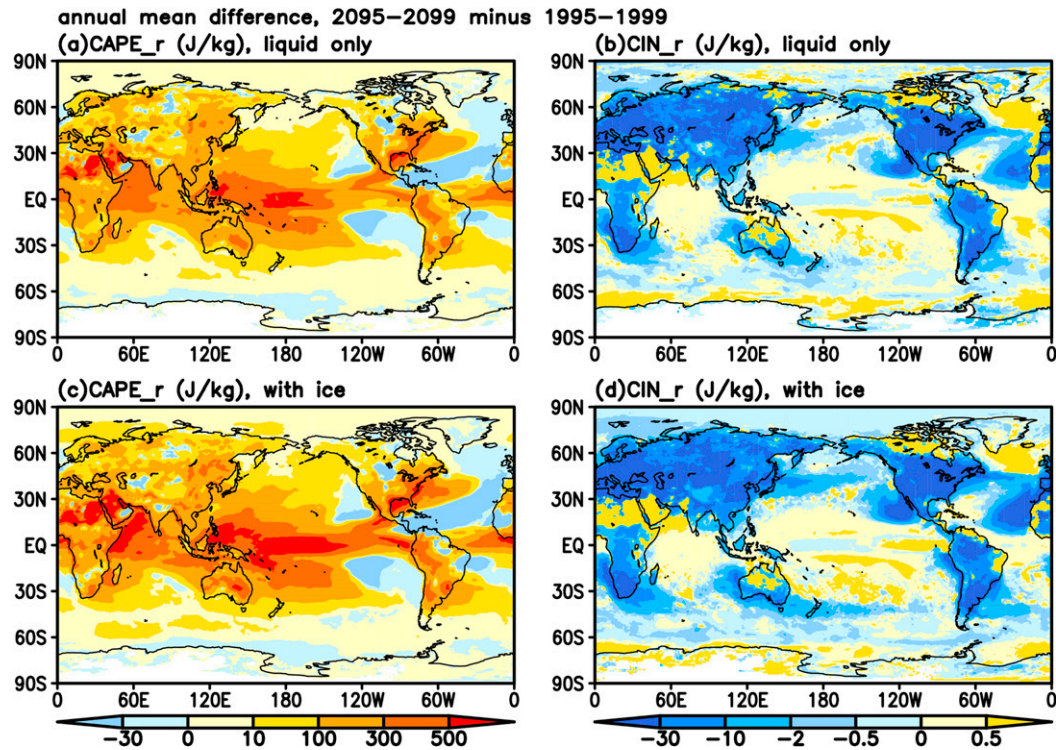 annual mean difference, 2095−2099 minus 1995−1999
(a)CAPE_r (J/kg), liquid only
(b)CIN_r (J/kg), liquid only
90N
60N
30N
EQ
30S
60S
90S
0 60E 120E 180 120W 60W 0
90N
60N
30N
EQ
30S
60S
90S
0 60E 120E 180 120W 60W 0
(c)CAPE_r (J/kg), with ice
(d)CIN_r (J/kg), with ice
90N
60N
30N
EQ
30S
60S
90S
0 60E 120E 180 120W 60W 0
90N
60N
30N
EQ
30S
60S
90S
0 60E 120E 180 120W 60W 0
−30 0 10 100 300 500
−30 −10 −2 −0.5 0 0.5